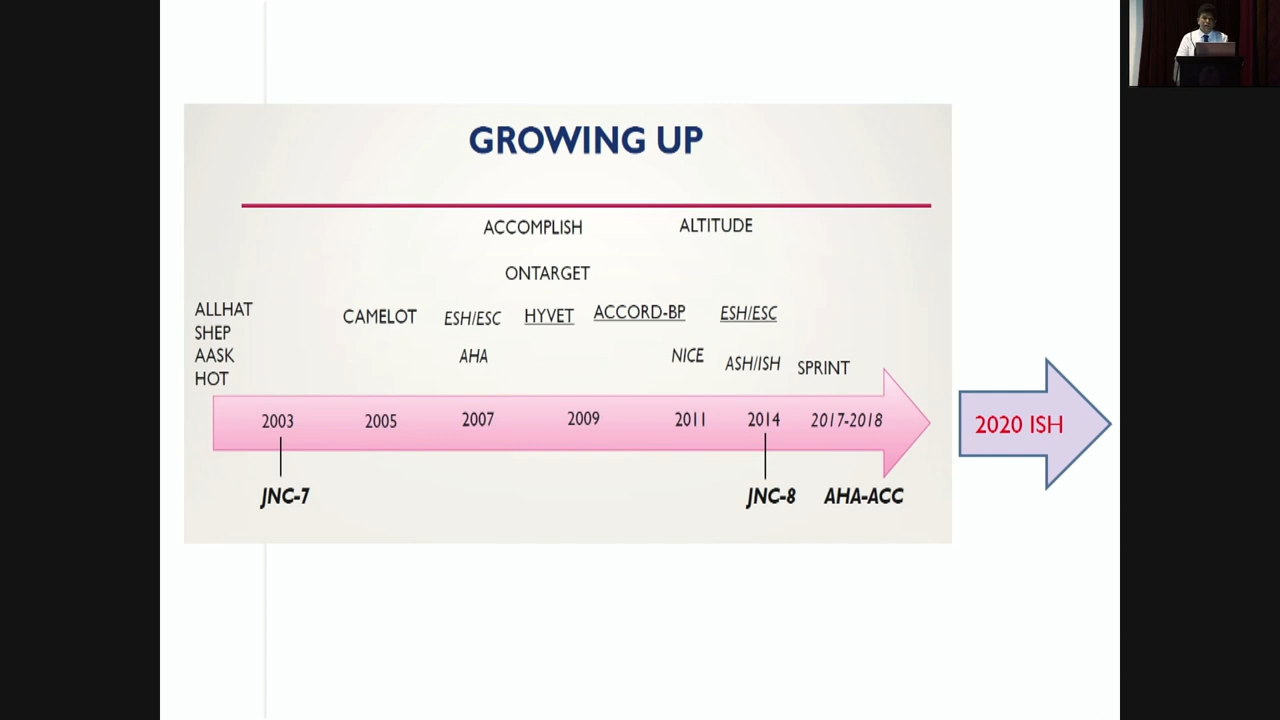 GROWING UP
ACCOMPLISH
ALTITUDE
ONTARGET
ALLHAT
SHEP
AASK
HOT
CAMELOT
ESH/ESC
HYVET
ACCORD-BP
ESH/ESC
AHA
NICE
ASH/ISH
SPRINT
2003
2005
2007
2009
2011
2014
2017-2018
2020 ISH
JNC-7
JNC-8
AHA-ACC